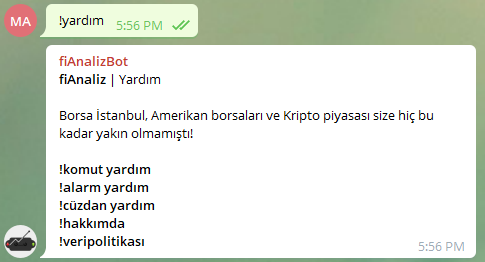 MA
!yardım
5:56 PM
fiAnalizBot
fiAnaliz | Yardım
Borsa İstanbul, Amerikan borsaları ve Kripto piyasası size hiç bu
kadar yakın olmamıştı!
!komut yardım
!alarm yardım
!cüzdan yardım
!hakkımda
!veripolitikası
5:56 PM